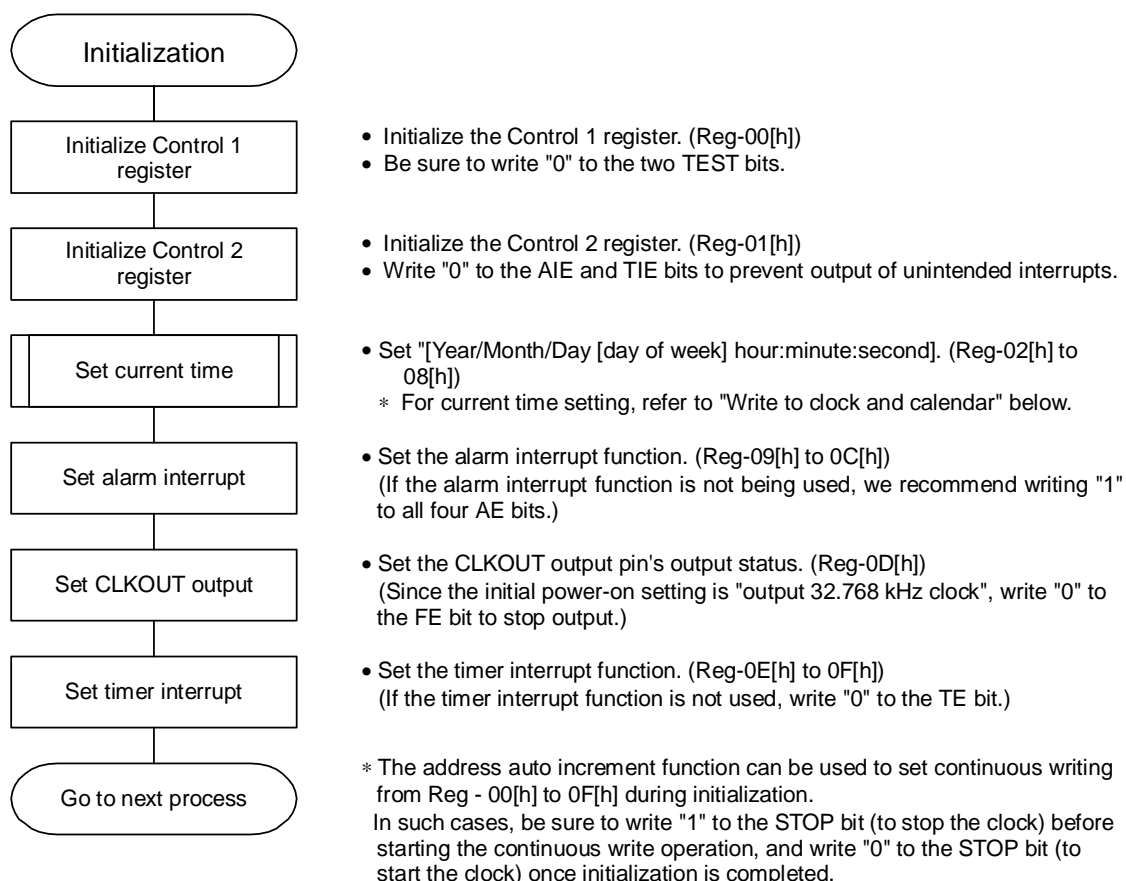 Initialization
Initialize Control 1
register
• Initialize the Control 1 register. (Reg-00[h])
• Be sure to write "0" to the two TEST bits.
Initialize Control 2
register
• Initialize the Control 2 register. (Reg-01[h])
• Write "0" to the AIE and TIE bits to prevent output of unintended interrupts.
Set current time
• Set "[Year/Month/Day [day of week] hour:minute:second]. (Reg-02[h] to
08[h])
* For current time setting, refer to "Write to clock and calendar" below.
Set alarm interrupt
• Set the alarm interrupt function. (Reg-09[h] to 0C[h])
(If the alarm interrupt function is not being used, we recommend writing "1"
to all four AE bits.)
Set CLKOUT output
• Set the CLKOUT output pin's output status. (Reg-0D[h])
(Since the initial power-on setting is "output 32.768 kHz clock", write "0" to
the FE bit to stop output.)
Set timer interrupt
• Set the timer interrupt function. (Reg-0E[h] to 0F[h])
(If the timer interrupt function is not used, write "0" to the TE bit.)
Go to next process
* The address auto increment function can be used to set continuous writing
from Reg - 00[h] to 0F[h] during initialization.
In such cases, be sure to write "1" to the STOP bit (to stop the clock) before
starting the continuous write operation, and write "0" to the STOP bit (to
start the clock) once initialization is completed.